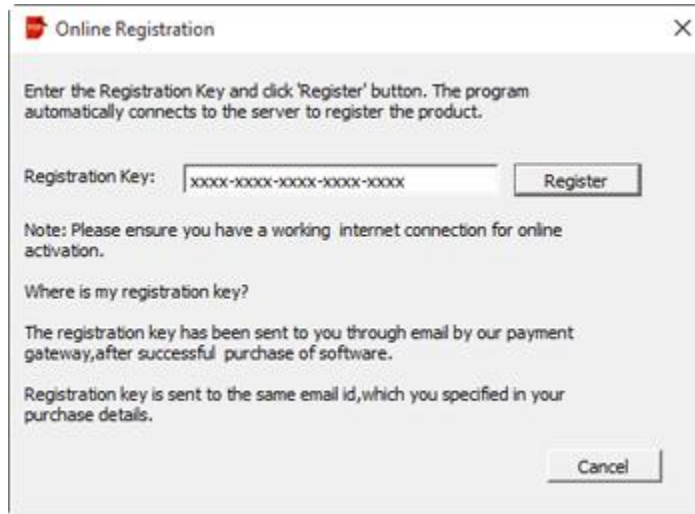 Online Registration
Enter the Registration Key and click 'Register' button. The program
automatically connects to the server to register the product.
Registration Key: xxxx-xxxx-xxxx-xxxx-xxxx Register
Note: Please ensure you have a working internet connection for online
activation.
Where is my registration key?
The registration key has been sent to you through email by our payment
gateway,after successful purchase of software.
Registration key is sent to the same email id,which you specified in your
purchase details.
Cancel